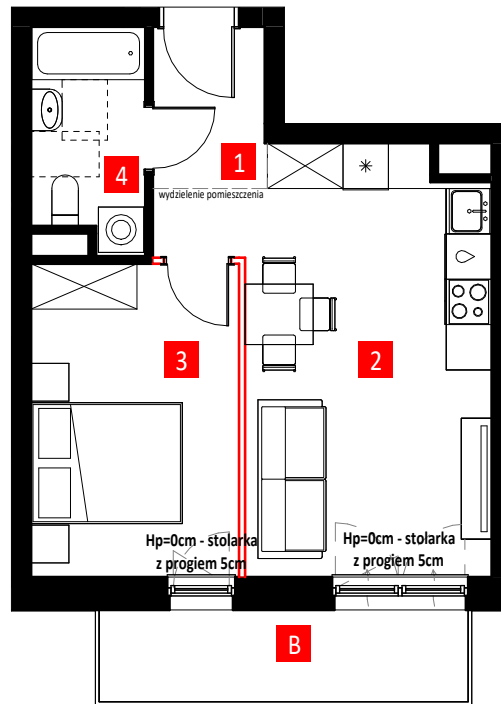 1
4
wydzielenie pomieszczenia
3
2
Hp=0cm - stolarka
z progiem 5cm
Hp=0cm - stolarka
z progiem 5cm
B